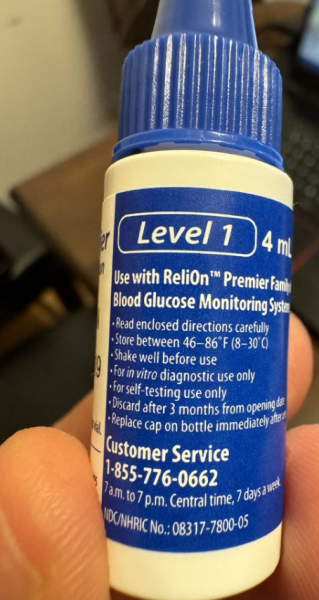 Level 1 4 mL
Use with ReliOn™ Premier Family
Blood Glucose Monitoring System
• Read enclosed directions carefully
• Store between 46–86˚F (8–30˚C)
• Shake well before use
• For in vitro diagnostic use only
• For self-testing use only
• Discard after 3 months from opening date
• Replace cap on bottle immediately after
Customer Service
1-855-776-0662
7 a.m. to 7 p.m. Central time, 7 days a week.
NDC/NHRIC No.: 08317-7800-05